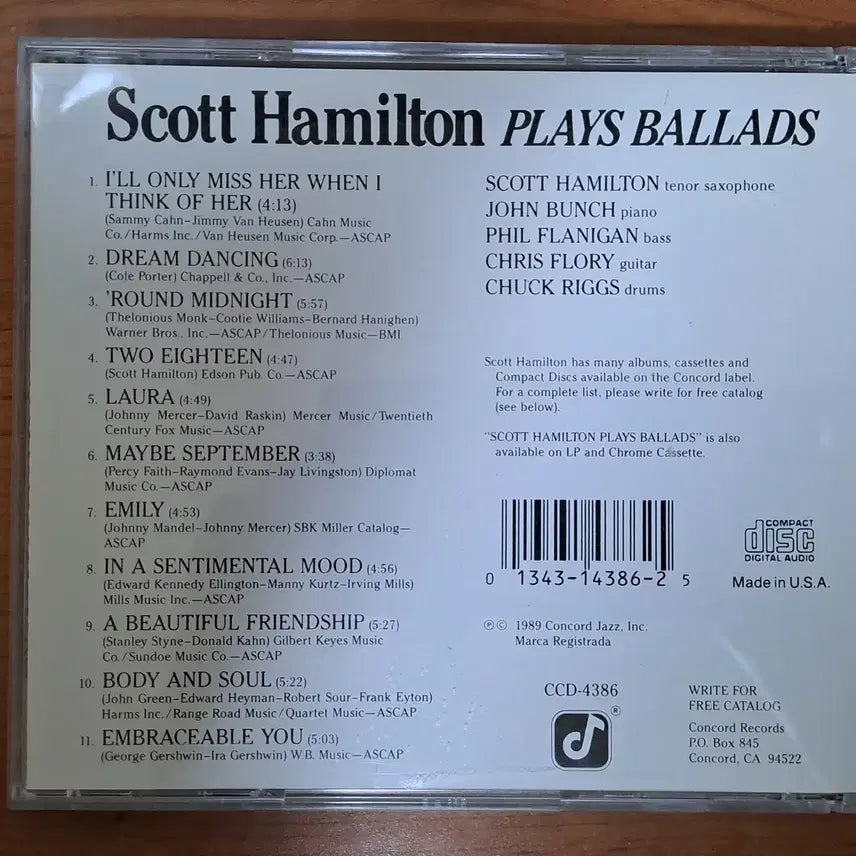 Scott Hamilton PLAYS BALLADS
1. I'LL ONLY MISS HER WHEN I
THINK OF HER (4:13)
(Sammy Cahn–Jimmy Van Heusen) Cahn Music
Co./Harms Inc./Van Heusen Music Corp.—ASCAP
2. DREAM DANCING (6:13)
(Cole Porter) Chappell & Co., Inc.—ASCAP
3. 'ROUND MIDNIGHT (5:57)
(Thelonious Monk–Cootie Williams–Bernard Hanighen)
Warner Bros., Inc.—ASCAP/Thelonious Music—BMI
4. TWO EIGHTEEN (4:47)
(Scott Hamilton) Edson Pub. Co.—ASCAP
5. LAURA (4:49)
(Johnny Mercer–David Raskin) Mercer Music/Twentieth
Century Fox Music—ASCAP
6. MAYBE SEPTEMBER (3:38)
(Percy Faith–Raymond Evans–Jay Livingston) Diplomat
Music Co.—ASCAP
7. EMILY (4:53)
(Johnny Mandel–Johnny Mercer) SBK Miller Catalog—
ASCAP
8. IN A SENTIMENTAL MOOD (4:56)
(Edward Kennedy Ellington–Manny Kurtz–Irving Mills)
Mills Music Inc.—ASCAP
9. A BEAUTIFUL FRIENDSHIP (5:27)
(Stanley Styne–Donald Kahn) Gilbert Keyes Music
Co./Sundoe Music Co.—ASCAP
10. BODY AND SOUL (5:22)
(John Green–Edward Heyman–Robert Sour–Frank Eyton)
Harms Inc./Range Road Music/Quartet Music—ASCAP
11. EMBRACEABLE YOU (5:03)
(George Gershwin–Ira Gershwin) W.B. Music—ASCAP
SCOTT HAMILTON tenor saxophone
JOHN BUNCH piano
PHIL FLANIGAN bass
CHRIS FLORY guitar
CHUCK RIGGS drums
Scott Hamilton has many albums, cassettes and
Compact Discs available on the Concord label.
For a complete list, please write for free catalog
(see below).
"SCOTT HAMILTON PLAYS BALLADS" is also
available on LP and Chrome Cassette.
0 1343-14386-2 5
COMPACT
disc
DIGITAL AUDIO
Made in U.S.A.
℗© 1989 Concord Jazz, Inc.
Marca Registrada
CCD-4386
®
WRITE FOR
FREE CATALOG
Concord Records
P.O. Box 845
Concord, CA 94522